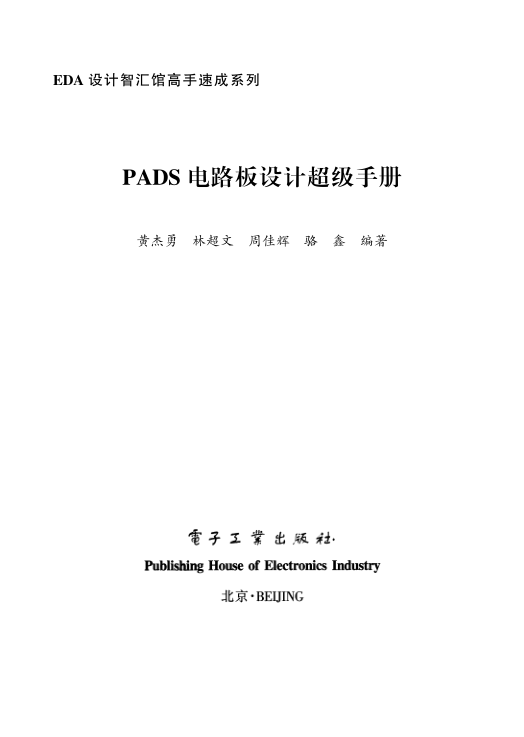 EDA 设计智汇馆高手速成系列
PADS 电路板设计超级手册
黄杰勇 林超文 周佳辉 骆 鑫 编著
電子工業出版社·
Publishing House of Electronics Industry
北京·BEIJING